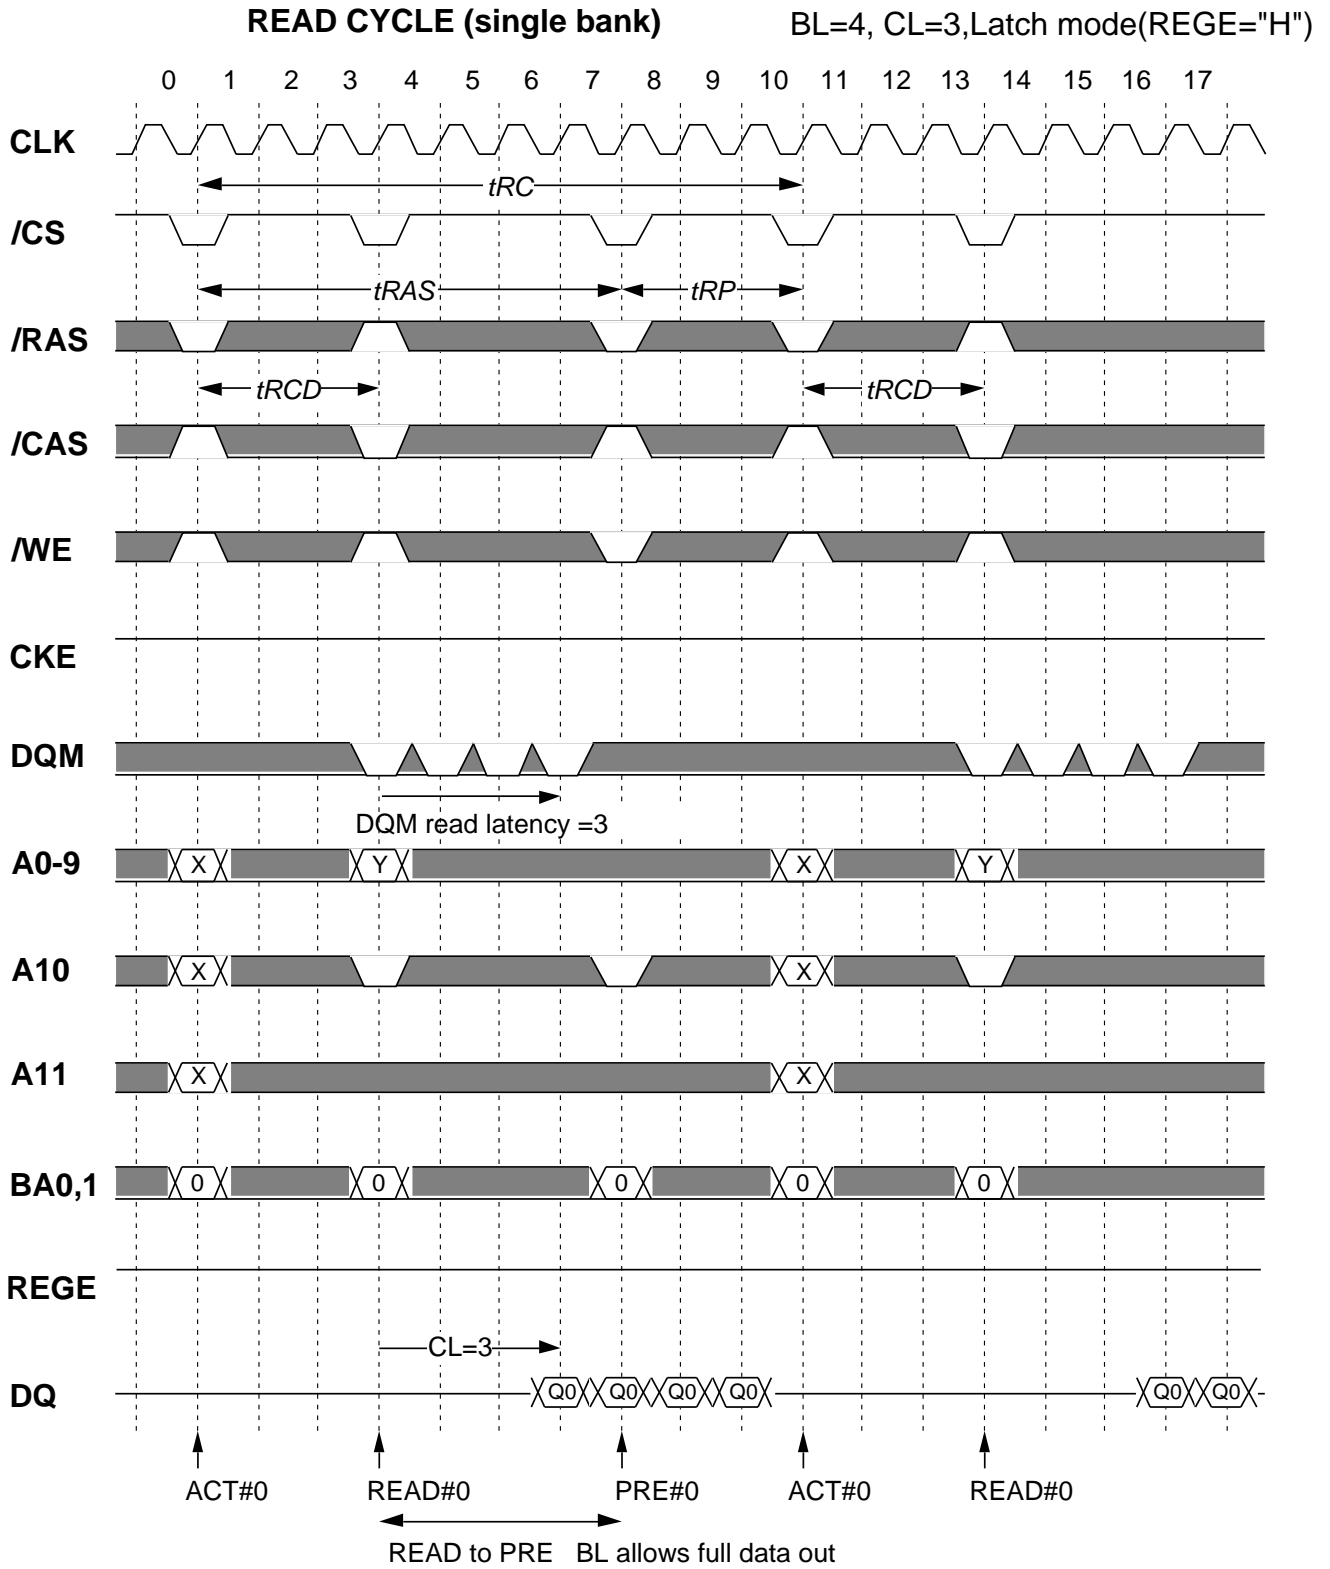 READ CYCLE (single bank) BL=4, CL=3,Latch mode(REGE="H")
0 1 2 3 4 5 6 7 8 9 10 11 12 13 14 15 16 17
CLK
tRC
/CS
tRAS tRP
/RAS
tRCD tRCD
/CAS
/WE
CKE
DQM
DQM read latency =3
A0-9 X Y X Y
A10 X X
A11 X X
BA0,1 0 0 0 0 0
REGE
CL=3
DQ Q0 Q0 Q0 Q0 Q0 Q0
ACT#0 READ#0 PRE#0 ACT#0 READ#0
READ to PRE BL allows full data out